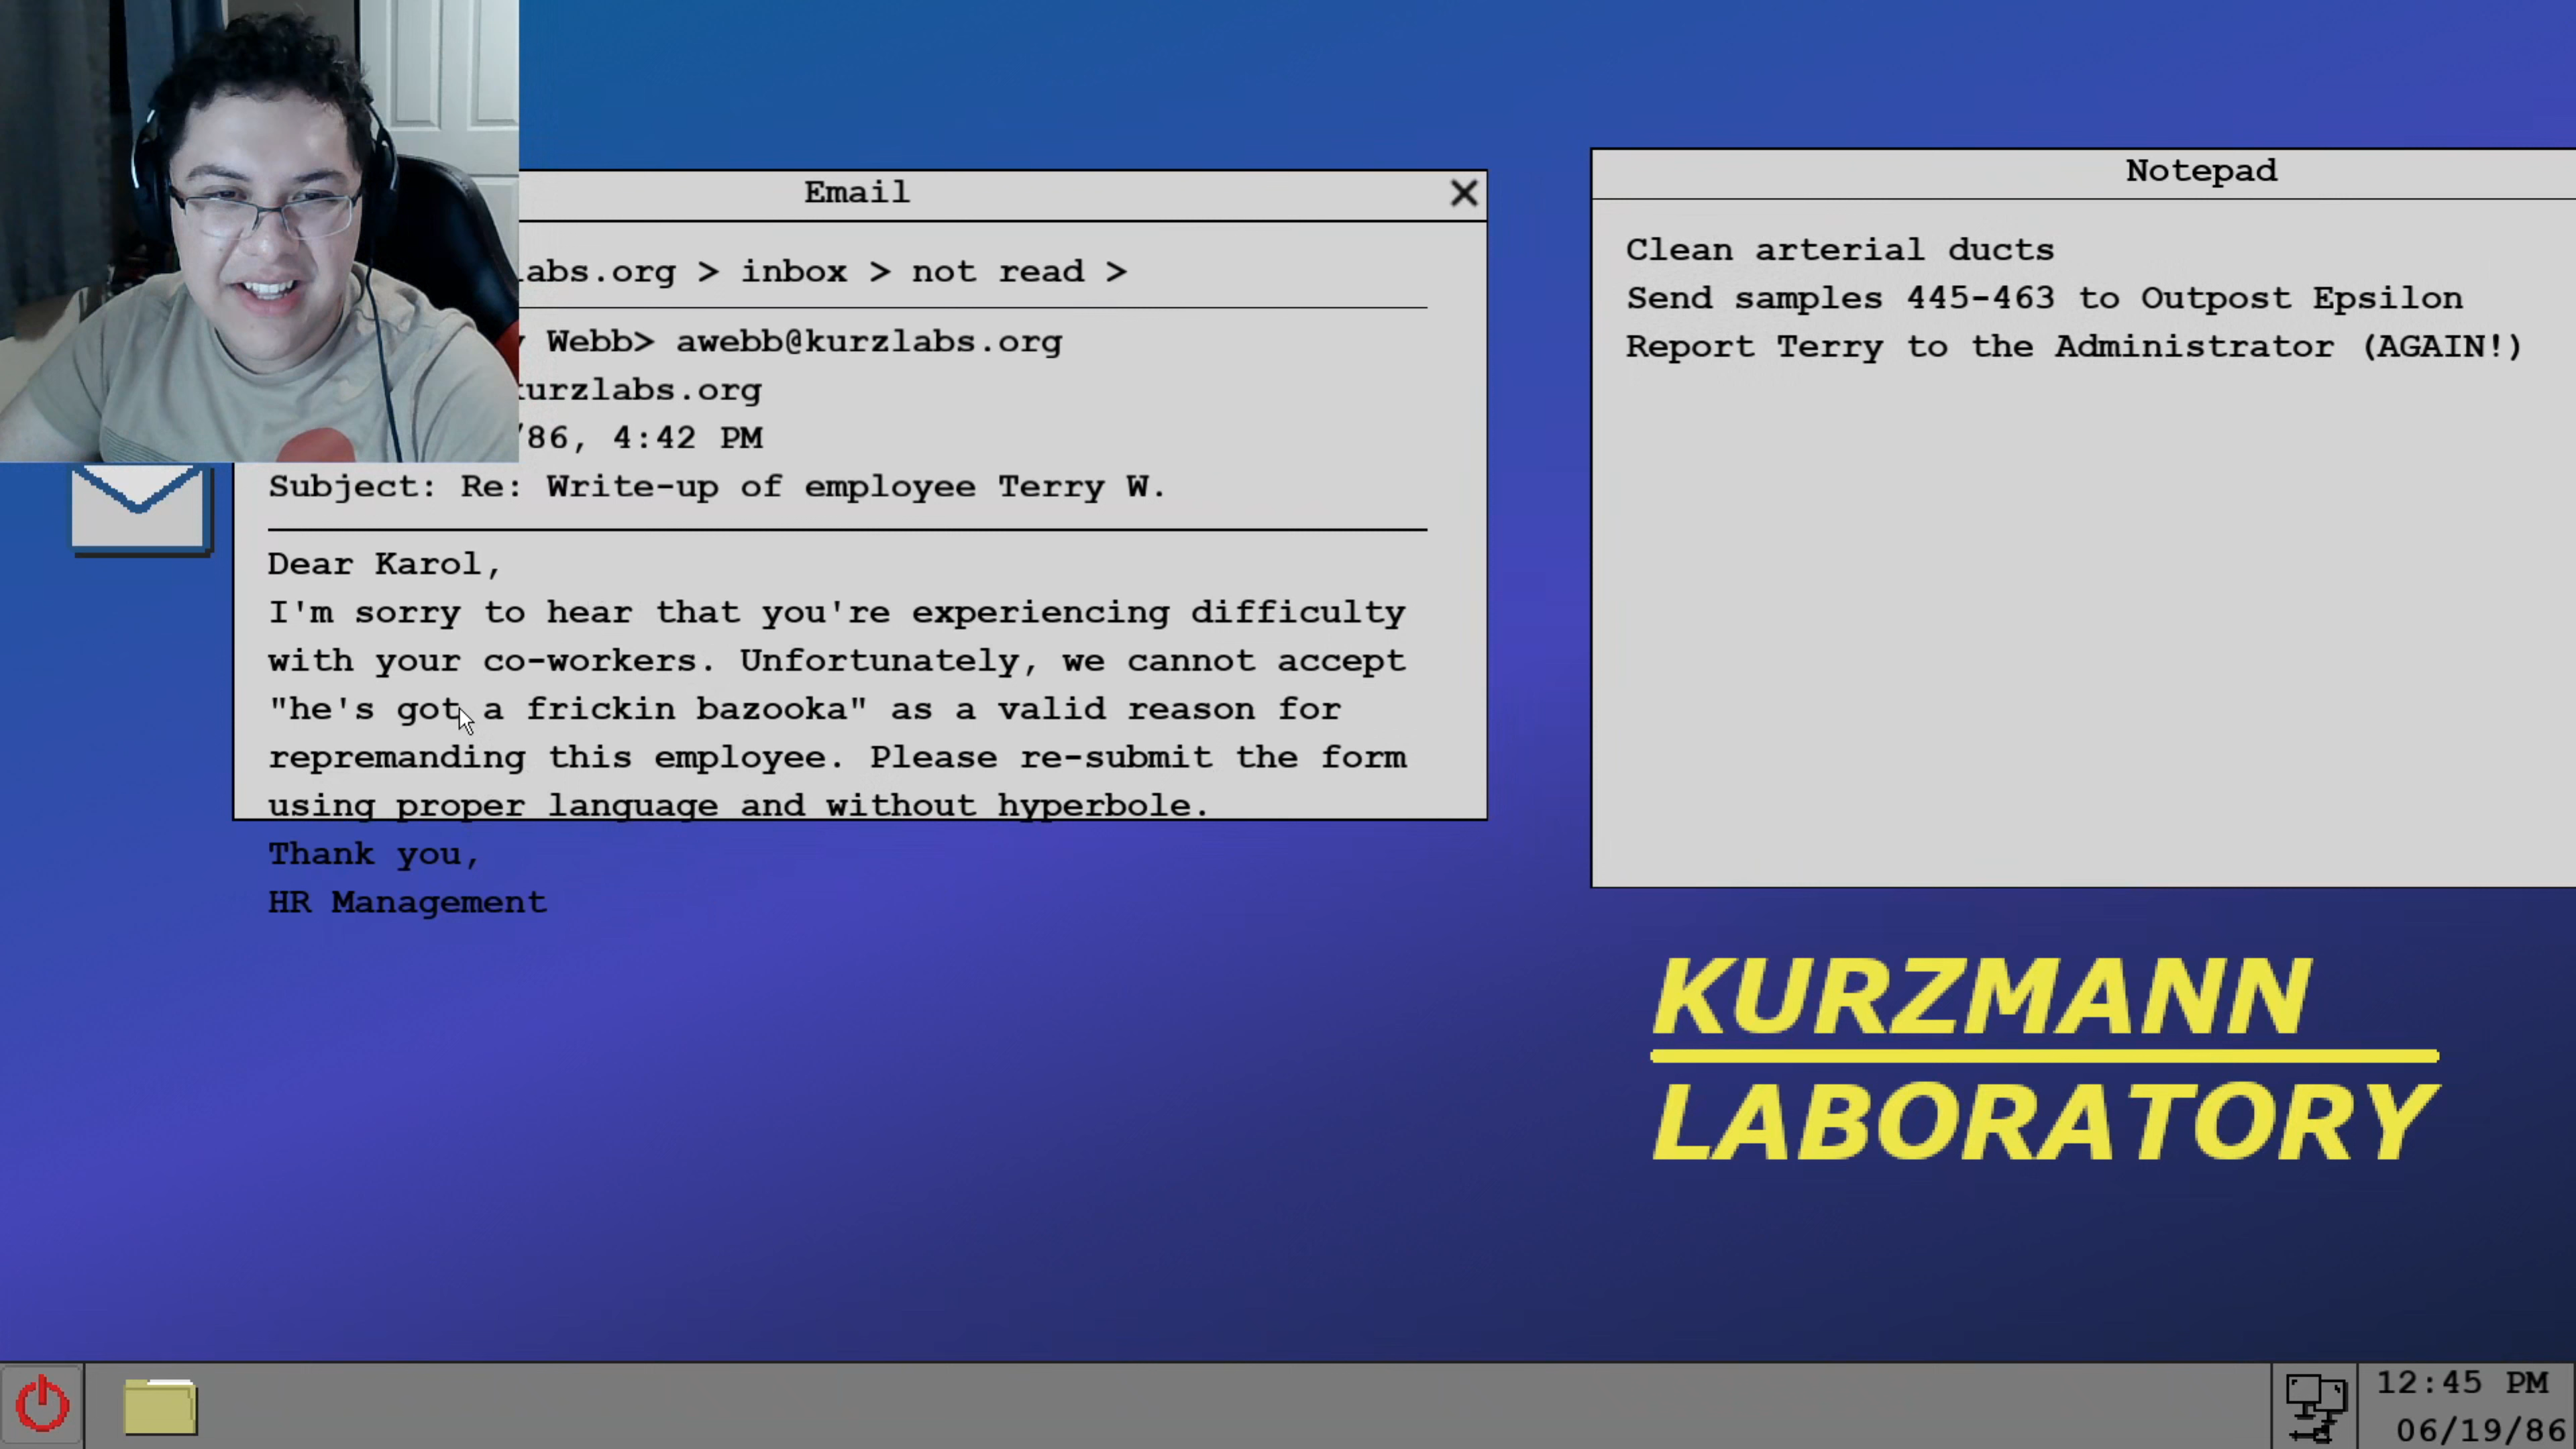 Email
abs.org > inbox > not read >
Webb> awebb@kurzlabs.org
urzlabs.org
/86, 4:42 PM
Subject: Re: Write-up of employee Terry W.
Dear Karol,
I'm sorry to hear that you're experiencing difficulty
with your co-workers. Unfortunately, we cannot accept
"he's got a frickin bazooka" as a valid reason for
repremanding this employee. Please re-submit the form
using proper language and without hyperbole.
Thank you,
HR Management
Notepad
Clean arterial ducts
Send samples 445-463 to Outpost Epsilon
Report Terry to the Administrator (AGAIN!)
KURZMANN
LABORATORY
12:45 PM
06/19/86